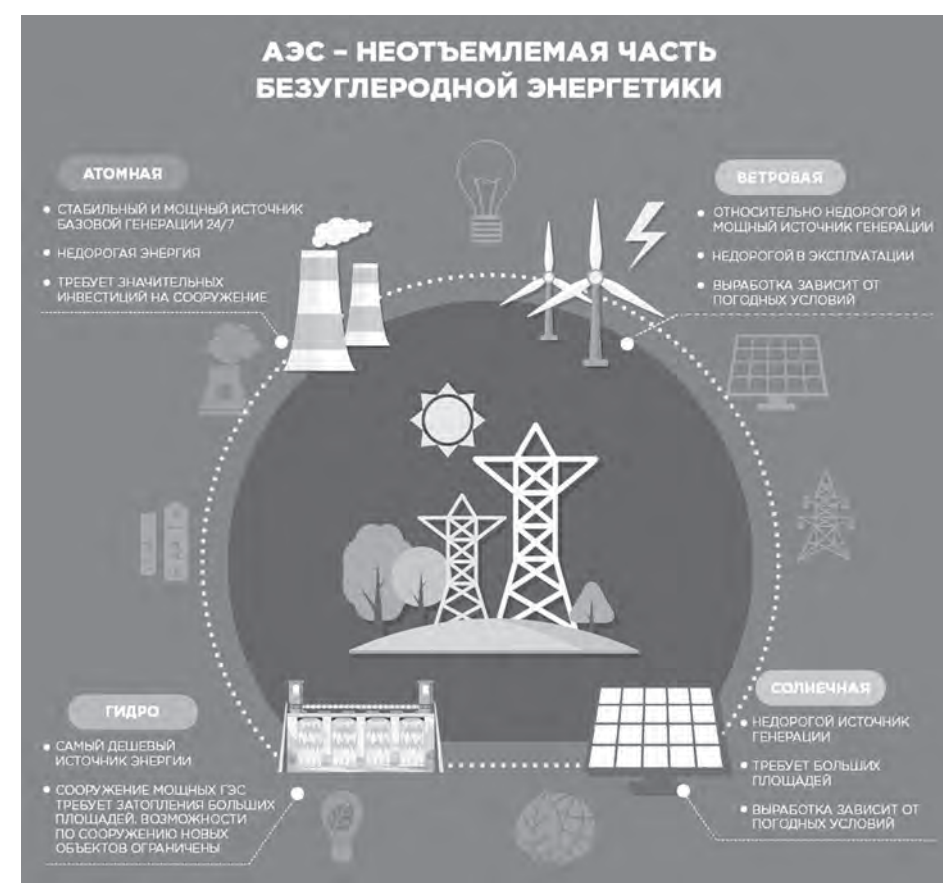 АЭС – НЕОТЪЕМЛЕМАЯ ЧАСТЬ
БЕЗУГЛЕРОДНОЙ ЭНЕРГЕТИКИ
АТОМНАЯ
• СТАБИЛЬНЫЙ И МОЩНЫЙ ИСТОЧНИК
БАЗОВОЙ ГЕНЕРАЦИИ 24/7
• НЕДОРОГАЯ ЭНЕРГИЯ
• ТРЕБУЕТ ЗНАЧИТЕЛЬНЫХ
ИНВЕСТИЦИЙ НА СООРУЖЕНИЕ
ВЕТРОВАЯ
• ОТНОСИТЕЛЬНО НЕДОРОГОЙ И
МОЩНЫЙ ИСТОЧНИК ГЕНЕРАЦИИ
• НЕДОРОГОЙ В ЭКСПЛУАТАЦИИ
• ВЫРАБОТКА ЗАВИСИТ ОТ
ПОГОДНЫХ УСЛОВИЙ
ГИДРО
• САМЫЙ ДЕШЕВЫЙ
ИСТОЧНИК ЭНЕРГИИ
• СООРУЖЕНИЕ МОЩНЫХ ГЭС
ТРЕБУЕТ ЗАТОПЛЕНИЯ БОЛЬШИХ
ПЛОЩАДЕЙ. ВОЗМОЖНОСТИ
ПО СООРУЖЕНИЮ НОВЫХ
ОБЪЕКТОВ ОГРАНИЧЕНЫ
СОЛНЕЧНАЯ
• НЕДОРОГОЙ ИСТОЧНИК
ГЕНЕРАЦИИ
• ТРЕБУЕТ БОЛЬШИХ
ПЛОЩАДЕЙ
• ВЫРАБОТКА ЗАВИСИТ ОТ
ПОГОДНЫХ УСЛОВИЙ